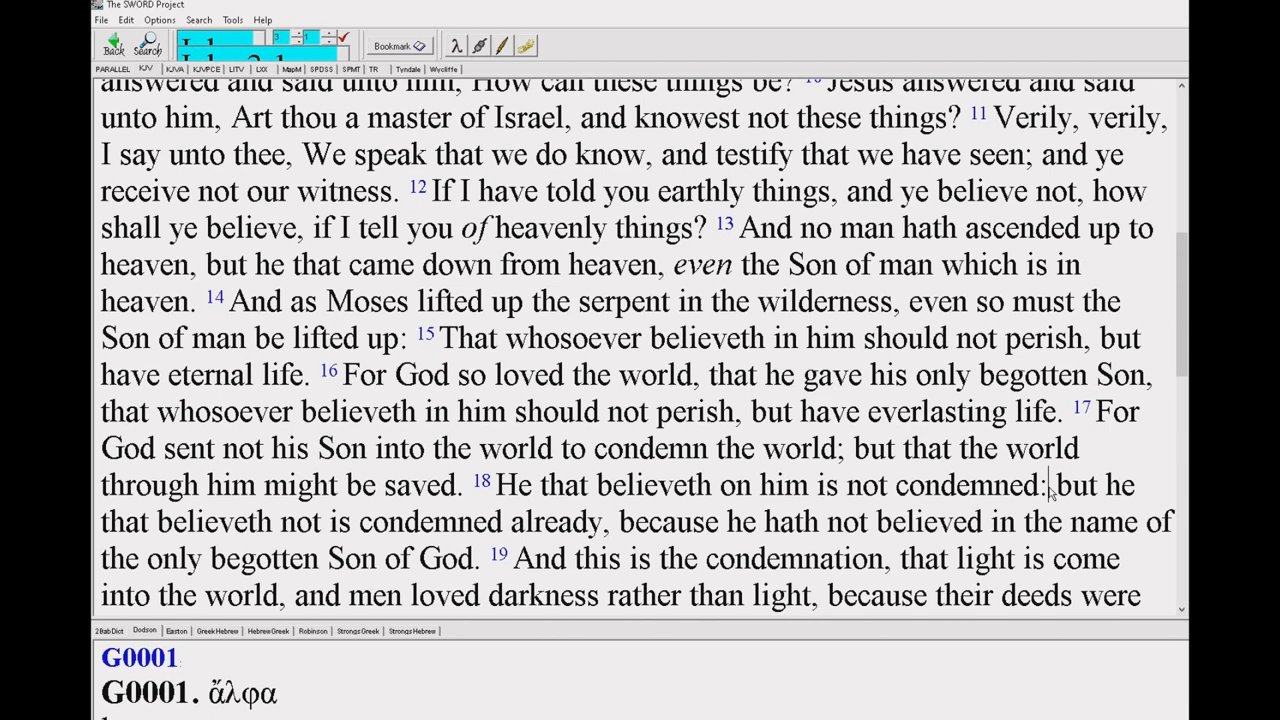 The SWORD Project
File Edit Options Search Tools Help
Back Search 3 1 Bookmark λ
PARALLEL KJV KJVA KJVPCE LITV LXX MapM SPDSS SPMT TR Tyndale Wycliffe
answered and said unto him, How can these things be? 10 Jesus answered and said
unto him, Art thou a master of Israel, and knowest not these things? 11 Verily, verily,
I say unto thee, We speak that we do know, and testify that we have seen; and ye
receive not our witness. 12 If I have told you earthly things, and ye believe not, how
shall ye believe, if I tell you of heavenly things? 13 And no man hath ascended up to
heaven, but he that came down from heaven, even the Son of man which is in
heaven. 14 And as Moses lifted up the serpent in the wilderness, even so must the
Son of man be lifted up: 15 That whosoever believeth in him should not perish, but
have eternal life. 16 For God so loved the world, that he gave his only begotten Son,
that whosoever believeth in him should not perish, but have everlasting life. 17 For
God sent not his Son into the world to condemn the world; but that the world
through him might be saved. 18 He that believeth on him is not condemned: but he
that believeth not is condemned already, because he hath not believed in the name of
the only begotten Son of God. 19 And this is the condemnation, that light is come
into the world, and men loved darkness rather than light, because their deeds were
2BabDict Dodson Easton GreekHebrew HebrewGreek Robinson StrongsGreek StrongsHebrew
G0001:
G0001. ἄλφα